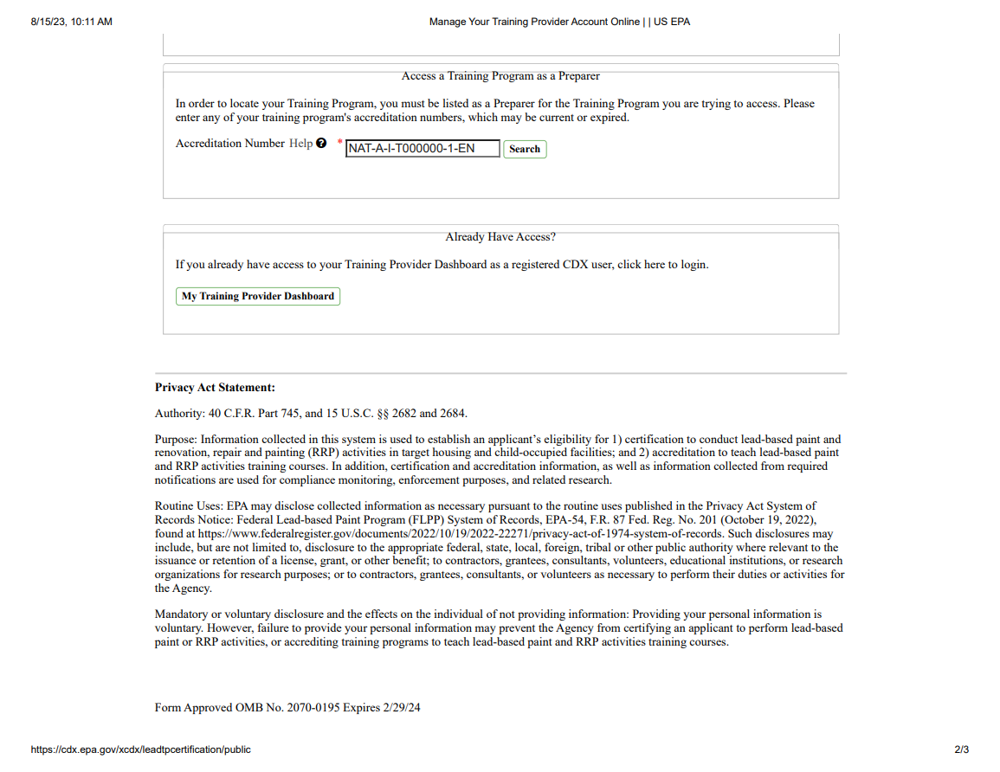 8/15/23, 10:11 AM Manage Your Training Provider Account Online | | US EPA
Access a Training Program as a Preparer
In order to locate your Training Program, you must be listed as a Preparer for the Training Program you are trying to access. Please
enter any of your training program's accreditation numbers, which may be current or expired.
Accreditation Number Help ? * NAT-A-I-T000000-1-EN Search
Already Have Access?
If you already have access to your Training Provider Dashboard as a registered CDX user, click here to login.
My Training Provider Dashboard
Privacy Act Statement:
Authority: 40 C.F.R. Part 745, and 15 U.S.C. §§ 2682 and 2684.
Purpose: Information collected in this system is used to establish an applicant’s eligibility for 1) certification to conduct lead-based paint and
renovation, repair and painting (RRP) activities in target housing and child-occupied facilities; and 2) accreditation to teach lead-based paint
and RRP activities training courses. In addition, certification and accreditation information, as well as information collected from required
notifications are used for compliance monitoring, enforcement purposes, and related research.
Routine Uses: EPA may disclose collected information as necessary pursuant to the routine uses published in the Privacy Act System of
Records Notice: Federal Lead-based Paint Program (FLPP) System of Records, EPA-54, F.R. 87 Fed. Reg. No. 201 (October 19, 2022),
found at https://www.federalregister.gov/documents/2022/10/19/2022-22271/privacy-act-of-1974-system-of-records. Such disclosures may
include, but are not limited to, disclosure to the appropriate federal, state, local, foreign, tribal or other public authority where relevant to the
issuance or retention of a license, grant, or other benefit; to contractors, grantees, consultants, volunteers, educational institutions, or research
organizations for research purposes; or to contractors, grantees, consultants, or volunteers as necessary to perform their duties or activities for
the Agency.
Mandatory or voluntary disclosure and the effects on the individual of not providing information: Providing your personal information is
voluntary. However, failure to provide your personal information may prevent the Agency from certifying an applicant to perform lead-based
paint or RRP activities, or accrediting training programs to teach lead-based paint and RRP activities training courses.
Form Approved OMB No. 2070-0195 Expires 2/29/24
https://cdx.epa.gov/xcdx/leadtpcertification/public 2/3